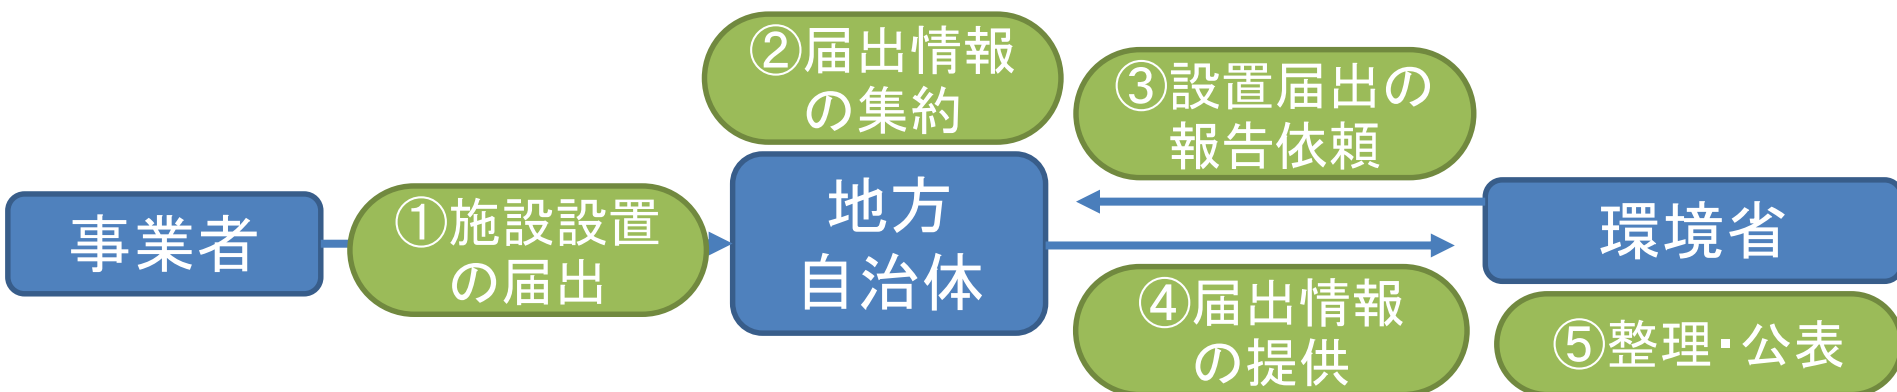 事業者
①施設設置
の届出
②届出情報
の集約
地方
自治体
③設置届出の
報告依頼
④届出情報
の提供
環境省
⑤整理・公表